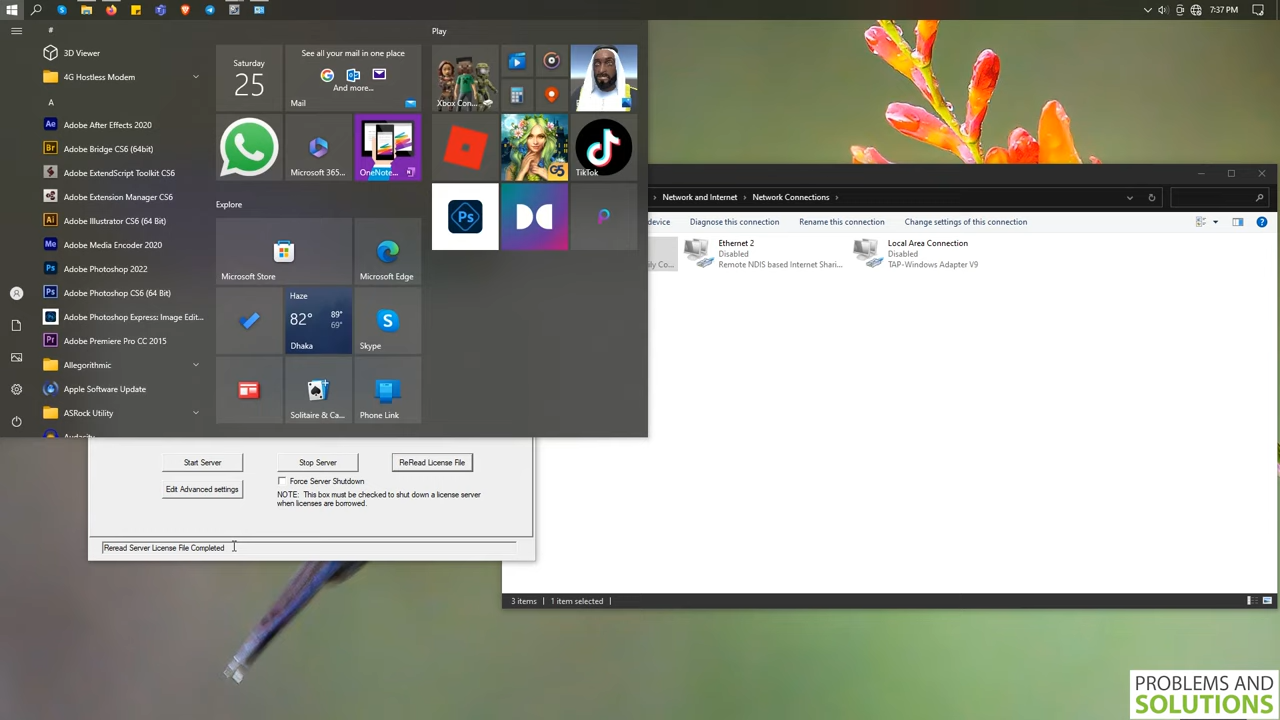 7:37 PM
#
3D Viewer
4G Hostless Modem
A
Adobe After Effects 2020
Adobe Bridge CS6 (64bit)
Adobe ExtendScript Toolkit CS6
Adobe Extension Manager CS6
Adobe Illustrator CS6 (64 Bit)
Adobe Media Encoder 2020
Adobe Photoshop 2022
Adobe Photoshop CS6 (64 Bit)
Adobe Photoshop Express: Image Edit...
Adobe Premiere Pro CC 2015
Allegorithmic
Apple Software Update
ASRock Utility
Audacity
Saturday
25
See all your mail in one place
And more...
Mail
Microsoft 365...
OneNote...
Explore
Microsoft Store
Microsoft Edge
Haze
82°
89°
69°
Dhaka
Skype
Solitaire & Ca...
Phone Link
Play
Xbox Con...
G5
TikTok
Ps
Network and Internet
Network Connections
device
Diagnose this connection
Rename this connection
Change settings of this connection
Ethernet 2
Disabled
Remote NDIS based Internet Shari...
Local Area Connection
Disabled
TAP-Windows Adapter V9
3 items
1 item selected
Start Server
Stop Server
ReRead License File
Force Server Shutdown
Edit Advanced settings
NOTE: This box must be checked to shut down a license server
when licenses are borrowed.
Reread Server License File Completed
PROBLEMS AND
SOLUTIONS